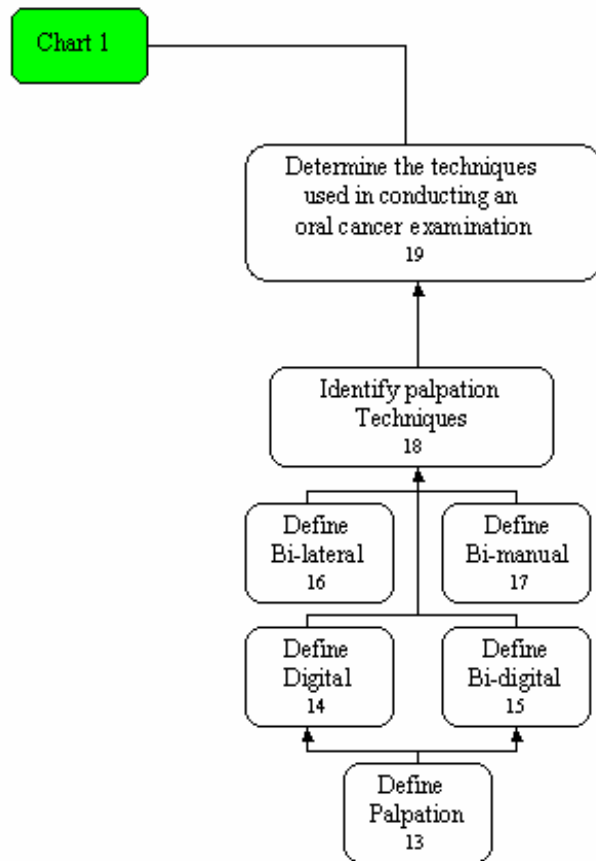 Chart 1
Determine the techniques
used in conducting an
oral cancer examination
19
Identify palpation
Techniques
18
Define
Bi-lateral
16
Define
Bi-manual
17
Define
Digital
14
Define
Bi-digital
15
Define
Palpation
13